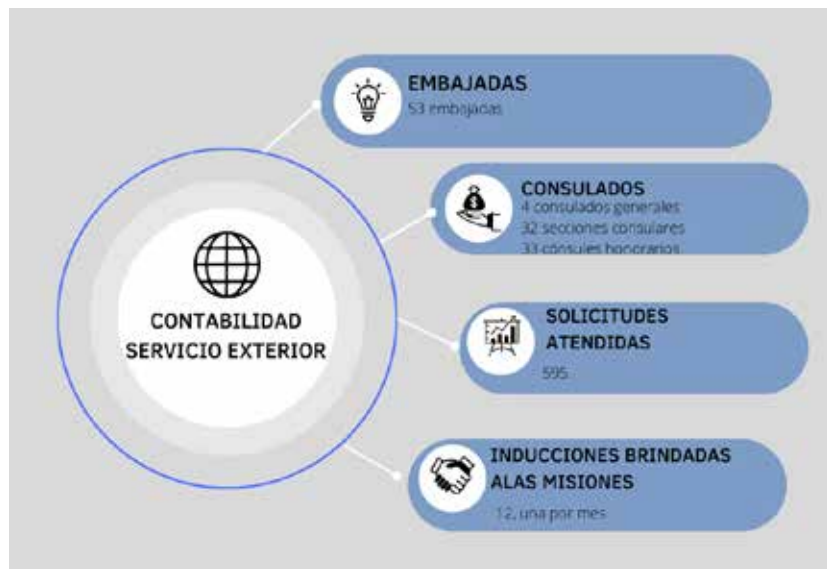 CONTABILIDAD
SERVICIO EXTERIOR
EMBAJADAS
53 embajadas
CONSULADOS
4 consulados generales
32 secciones consulares
33 cónsules honorarios
SOLICITUDES
ATENDIDAS
595
INDUCCIONES BRINDADAS
ALAS MISIONES
12, una por mes